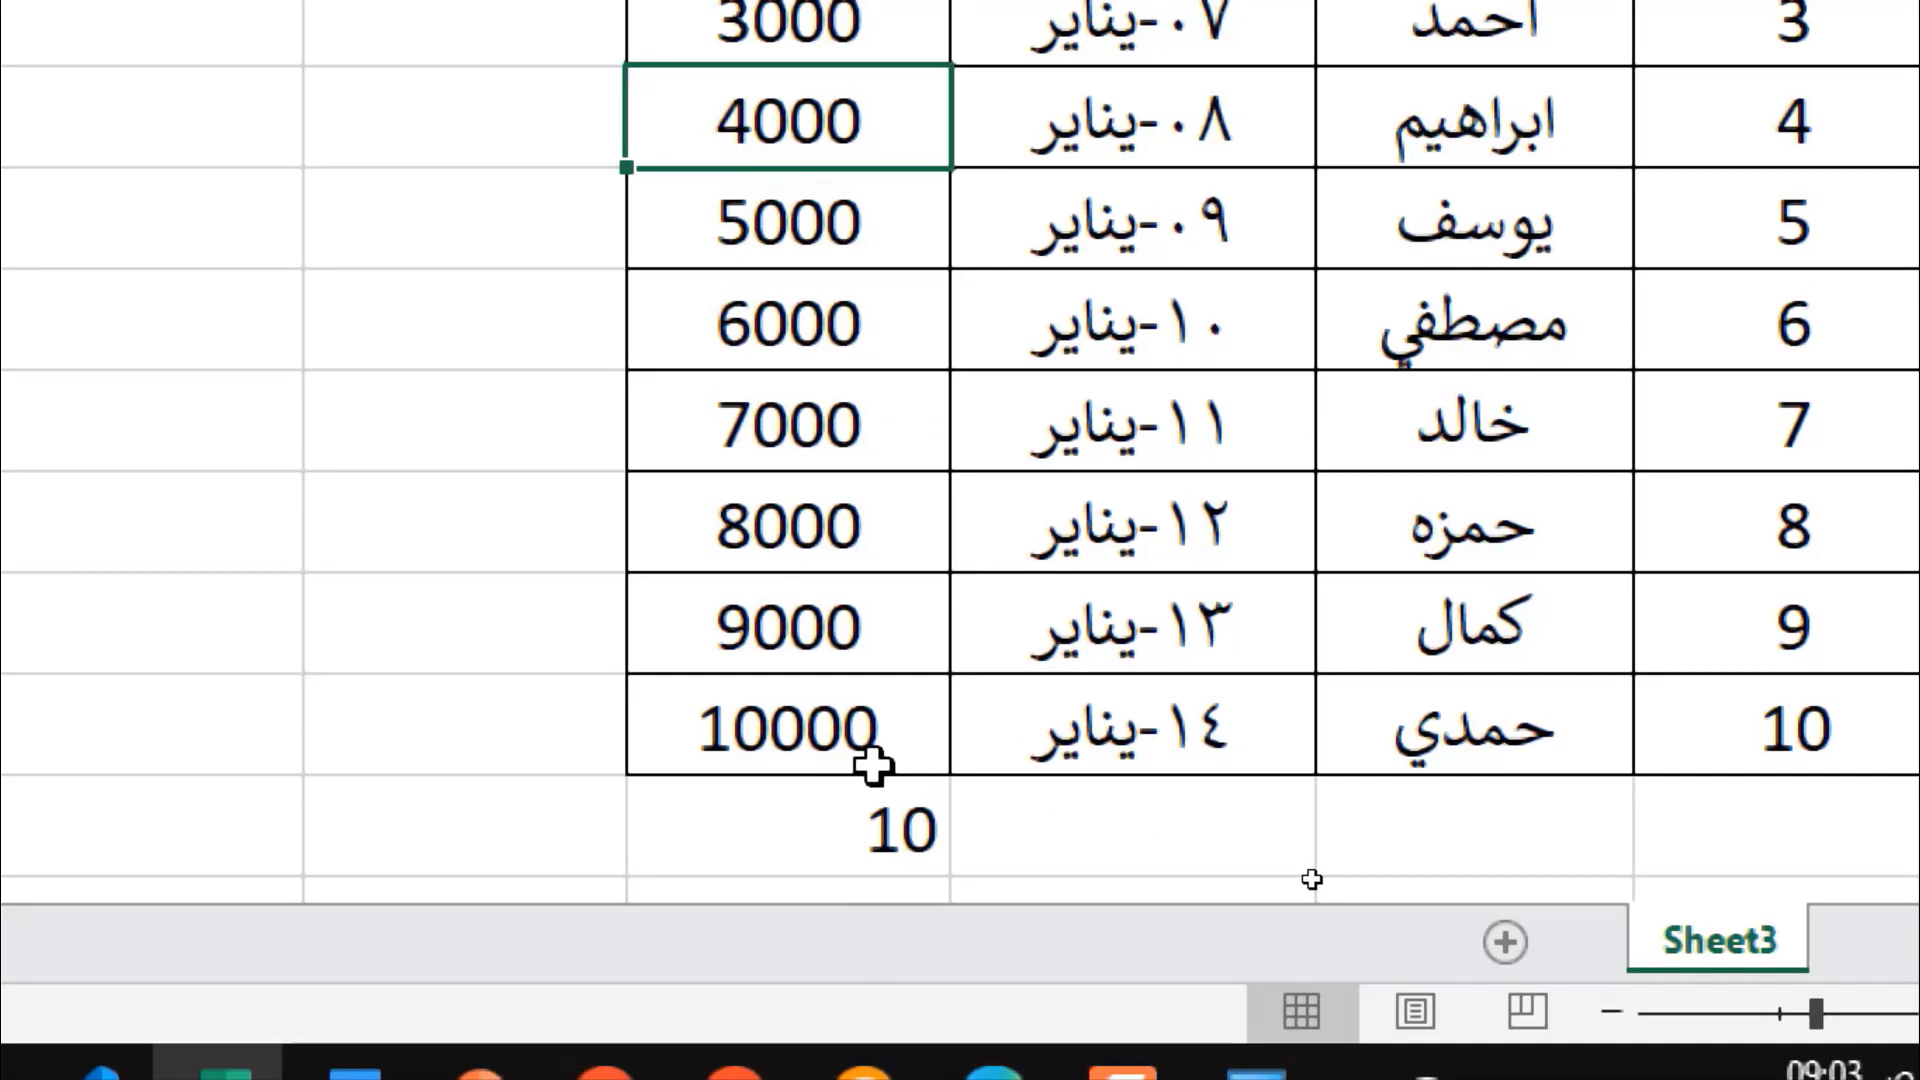 3 احمد ٠٧-يناير 3000
4 ابراهيم ٠٨-يناير 4000
5 يوسف ٠٩-يناير 5000
6 مصطفي ١٠-يناير 6000
7 خالد ١١-يناير 7000
8 حمزه ١٢-يناير 8000
9 كمال ١٣-يناير 9000
10 حمدي ١٤-يناير 10000
10
Sheet3
09:03